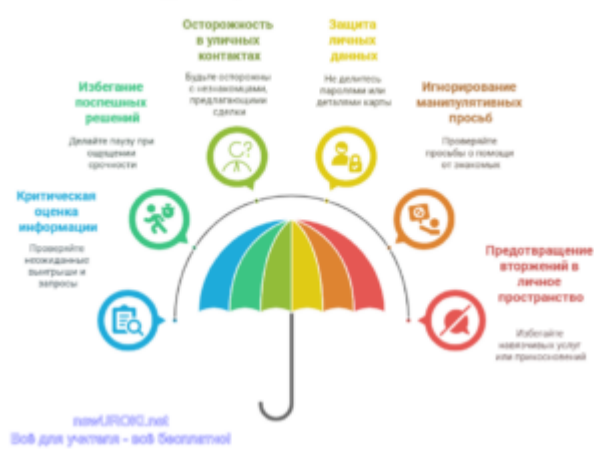 Осторожность
в уличных
контактах
Будьте осторожны
с незнакомцами,
предлагающими
сделки
Защита
личных
данных
Не делитесь
паролями или
деталями карты
Избегание
поспешных
решений
Делайте паузу при
ощущении
срочности
Игнорирование
манипулятивных
просьб
Проверяйте
просьбы о помощи
от знакомых
Критическая
оценка
информации
Проверяйте
неожиданные
выигрыши и
запросы
Предотвращение
вторжений в
личное
пространство
Избегайте
навязчивых услуг
или прикосновений
C?
newUROKI.net
Всё для учителя - всё бесплатно!